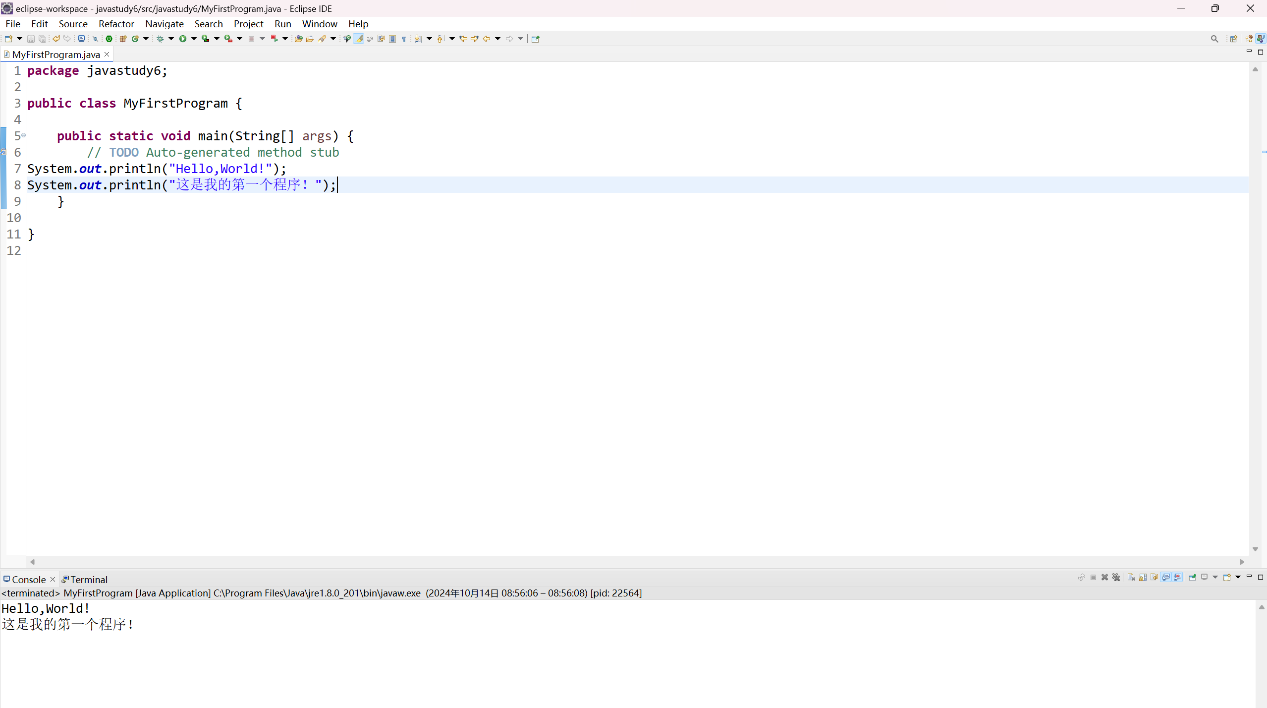 eclipse-workspace - javastudy6/src/javastudy6/MyFirstProgram.java - Eclipse IDE
File Edit Source Refactor Navigate Search Project Run Window Help
MyFirstProgram.java
1 package javastudy6;
2
3 public class MyFirstProgram {
4
5 public static void main(String[] args) {
6 // TODO Auto-generated method stub
7 System.out.println("Hello,World!");
8 System.out.println("这是我的第一个程序！");
9 }
10
11 }
12
Console Terminal
<terminated> MyFirstProgram [Java Application] C:\Program Files\Java\jre1.8.0_201\bin\javaw.exe (2024年10月14日 08:56:06 – 08:56:08) [pid: 22564]
Hello,World!
这是我的第一个程序！